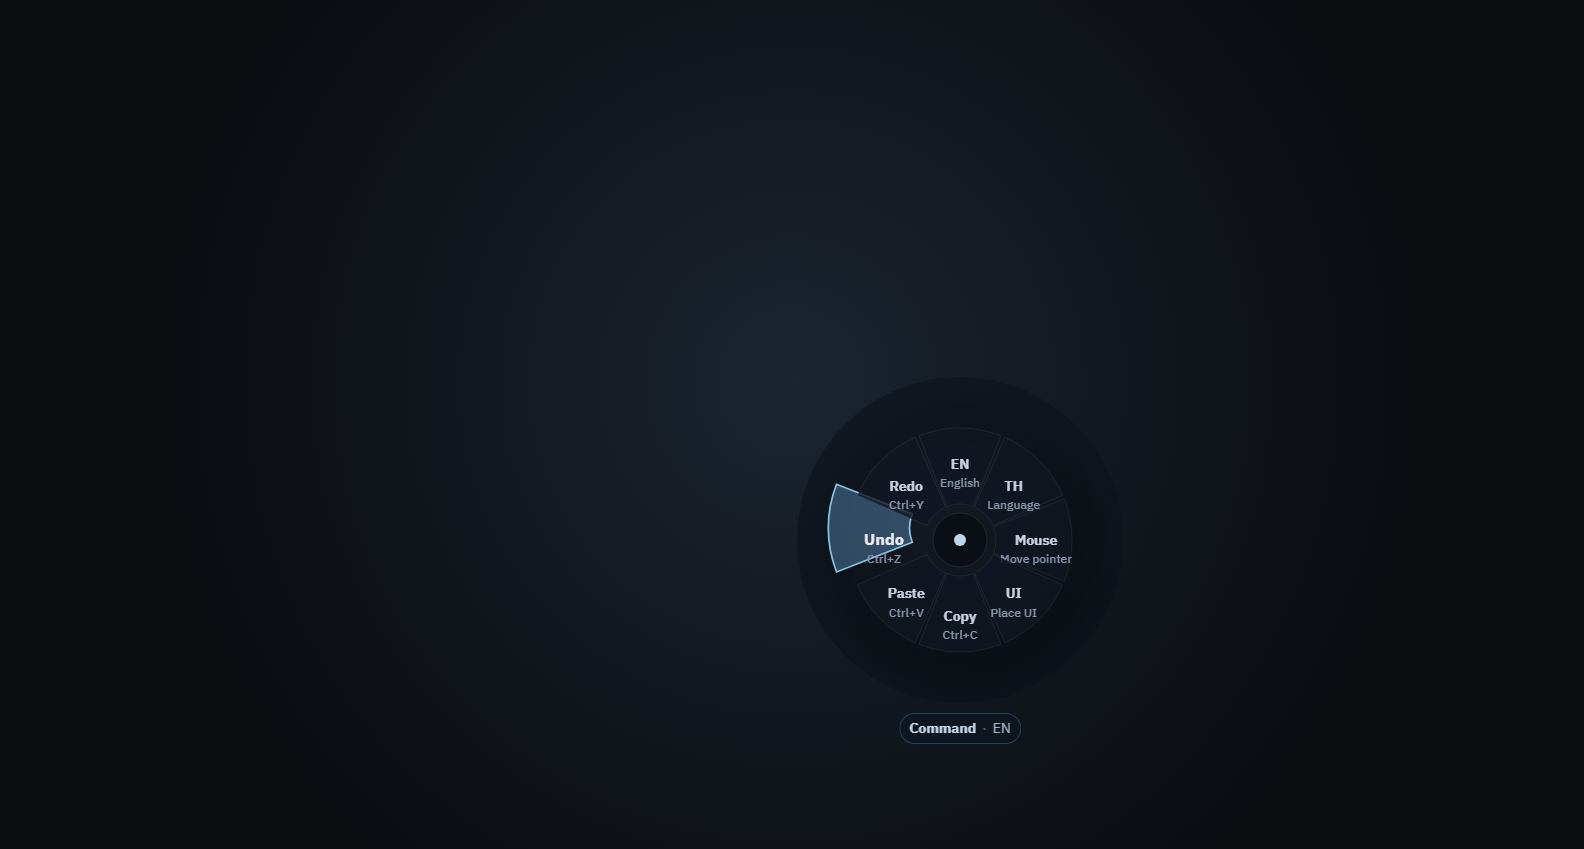 EN
English
Redo
Ctrl+Y
TH
Language
Undo
Ctrl+Z
Mouse
Move pointer
Paste
Ctrl+V
UI
Place UI
Copy
Ctrl+C
Command · EN